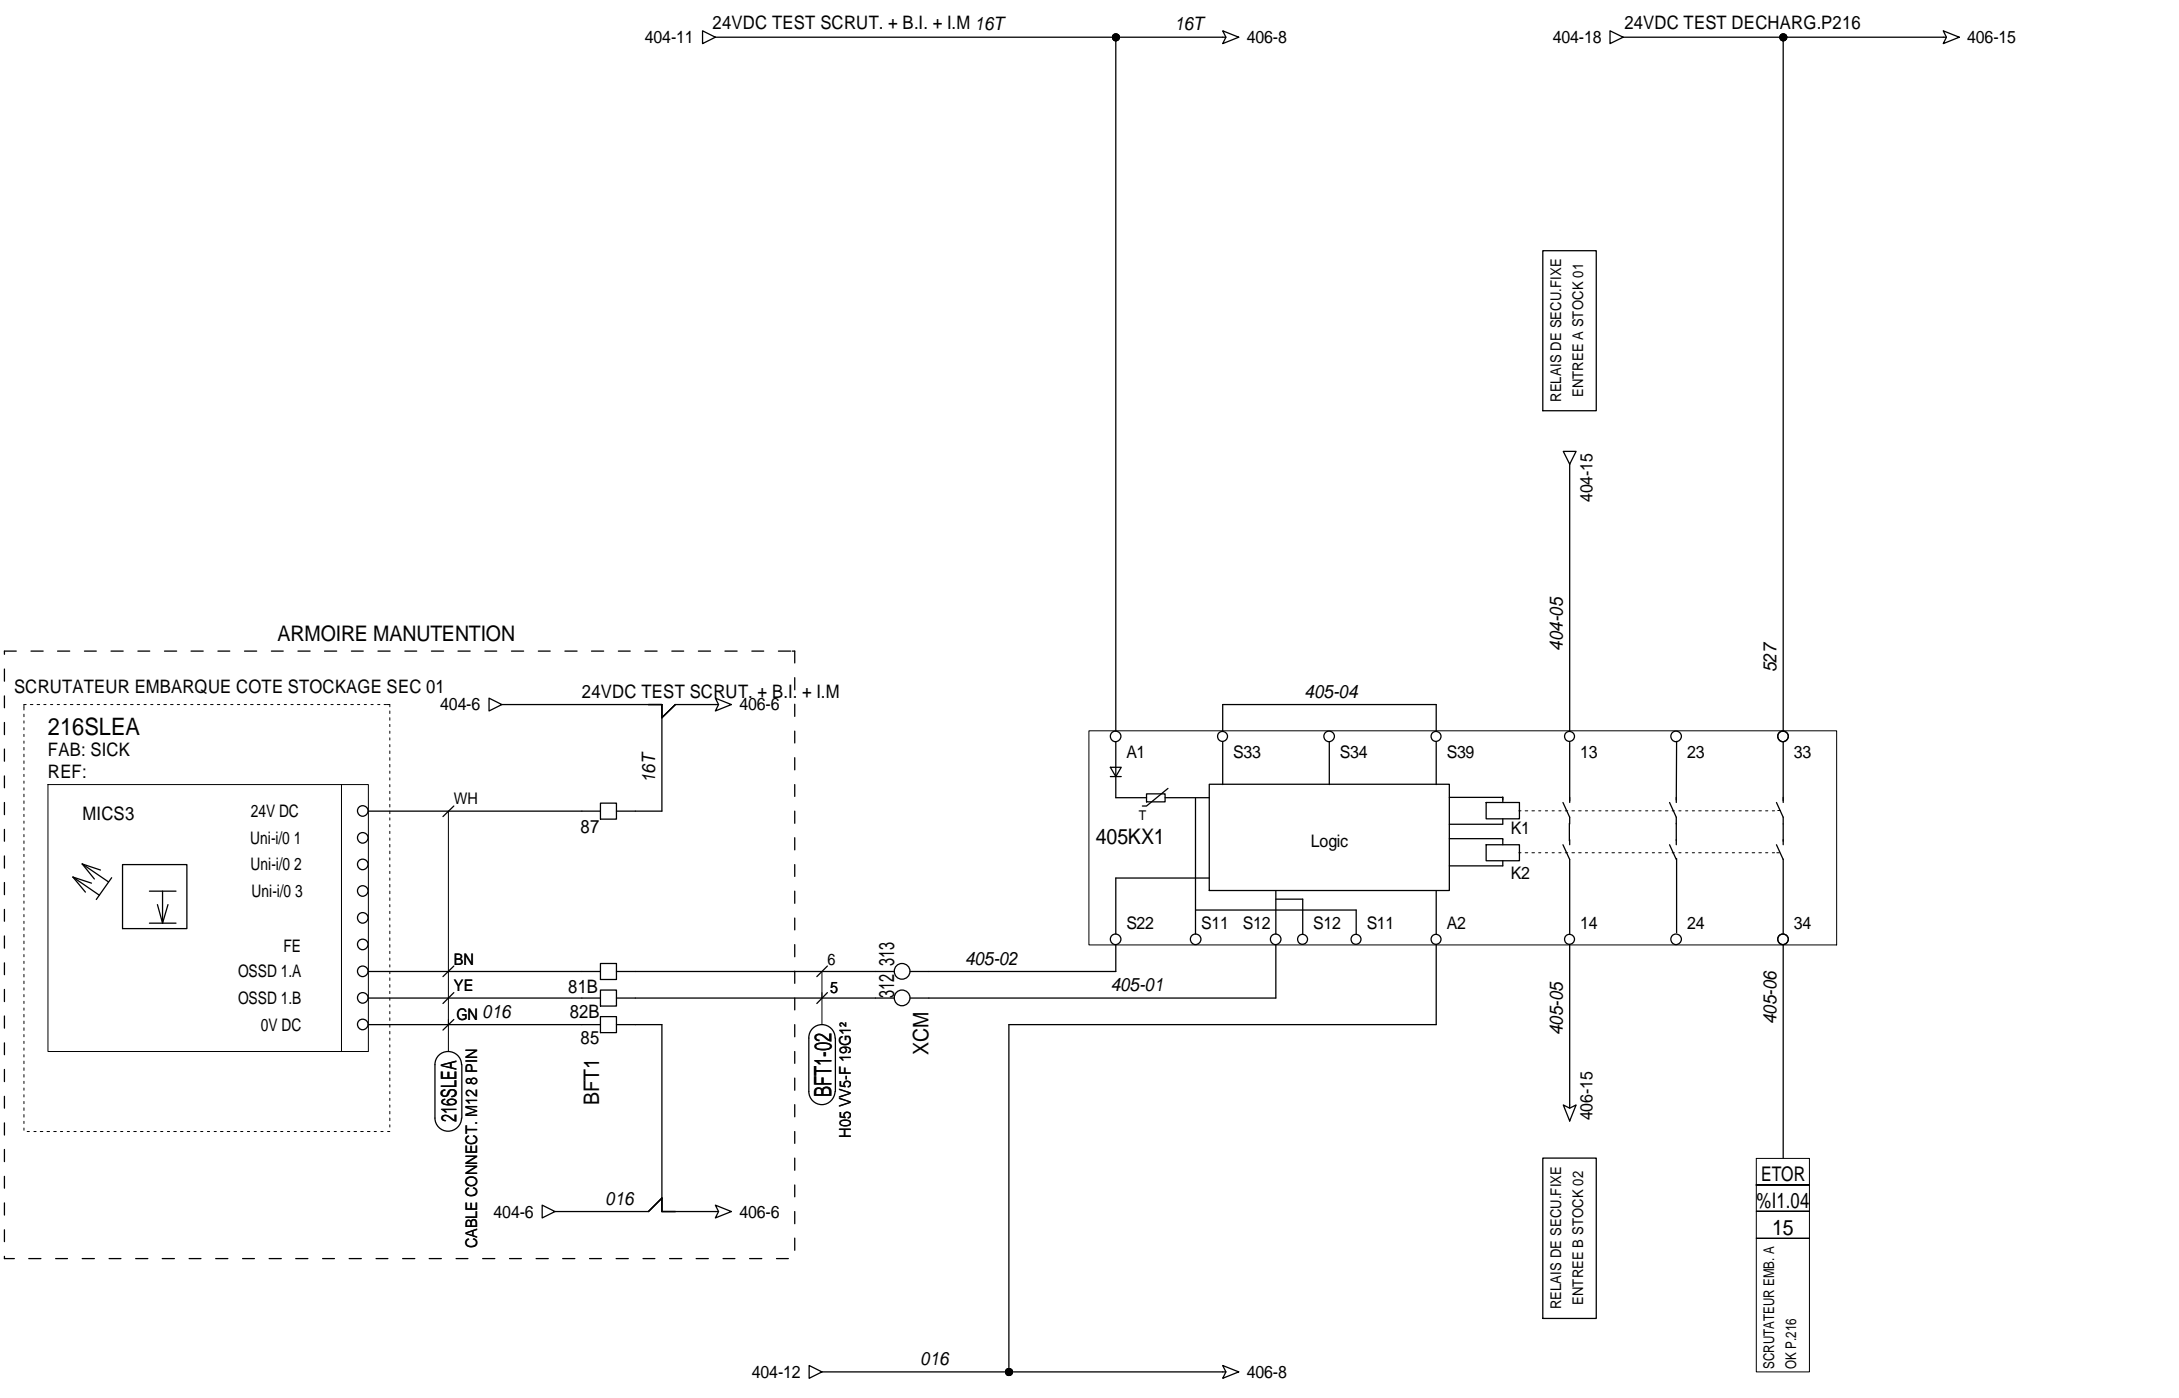 24VDC TEST SCRUT. + B.I. + I.M 16T
16T
404-11
406-8
24VDC TEST DECHARG.P216
404-18
406-15
RELAIS DE SECU.FIXE
ENTREE A STOCK 01
404-15
404-05
527
ARMOIRE MANUTENTION
SCRUTATEUR EMBARQUE COTE STOCKAGE SEC 01
24VDC TEST SCRUT. + B.I. + I.M
404-6
406-6
16T
216SLEA
FAB: SICK
REF:
MICS3
24V DC
Uni-i/0 1
Uni-i/0 2
Uni-i/0 3
FE
OSSD 1.A
OSSD 1.B
0V DC
WH
87
BN
YE
81B
GN 016
82B
85
BFT1
216SLEA
CABLE CONNECT. M12 8 PIN
404-6
016
406-6
6
5
BFT1-02
H05 VV5-F 19G1²
313
312
XCM
405-02
405-01
405-04
A1
S33
S34
S39
13
23
33
T
405KX1
Logic
K1
K2
S22
S11
S12
S12
S11
A2
14
24
34
405-05
405-06
406-15
RELAIS DE SECU.FIXE
ENTREE B STOCK 02
ETOR
%I1.04
15
SCRUTATEUR EMB. A
OK P.216
404-12
016
406-8